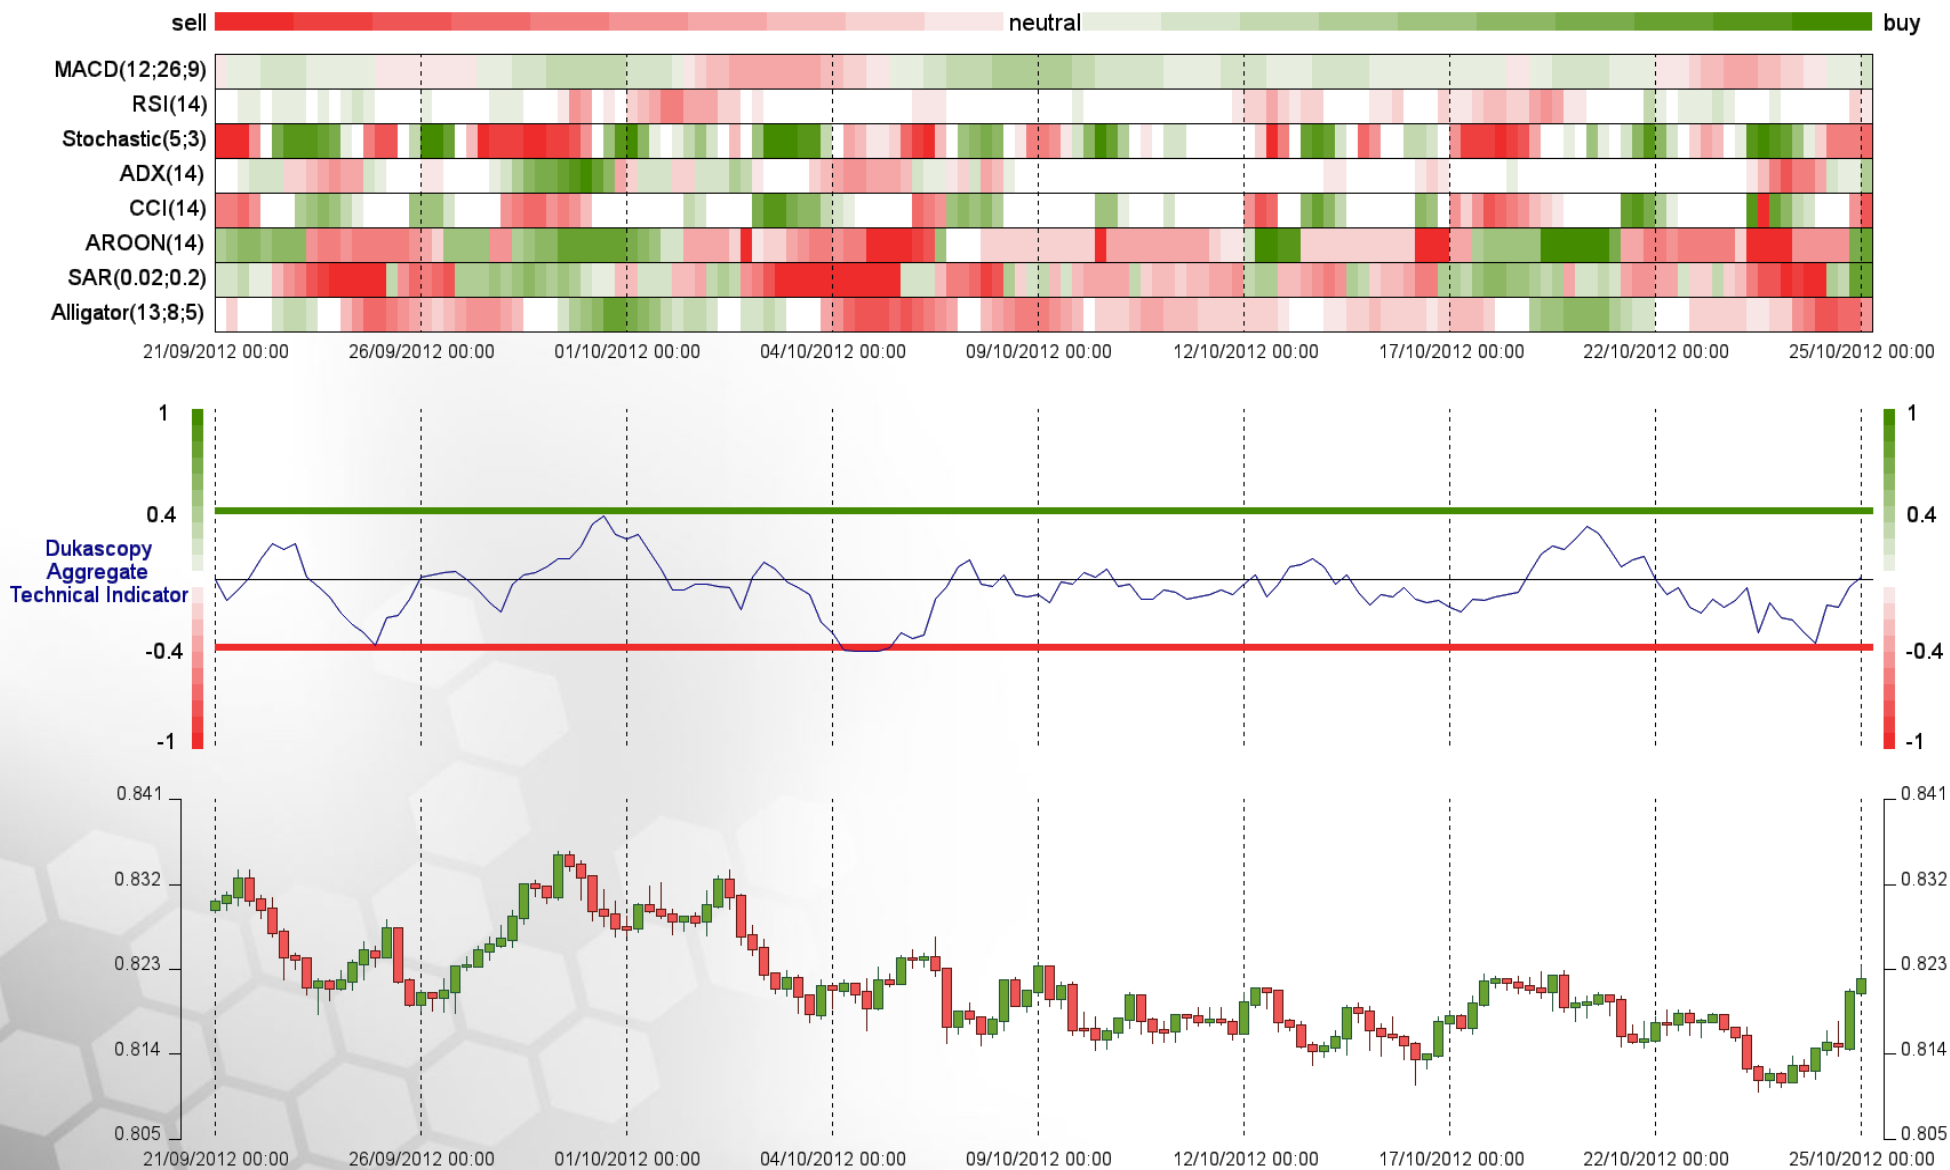 sell neutral buy
MACD(12;26;9)
RSI(14)
Stochastic(5;3)
ADX(14)
CCI(14)
AROON(14)
SAR(0.02;0.2)
Alligator(13;8;5)
21/09/2012 00:00 26/09/2012 00:00 01/10/2012 00:00 04/10/2012 00:00 09/10/2012 00:00 12/10/2012 00:00 17/10/2012 00:00 22/10/2012 00:00 25/10/2012 00:00
1 1
0.4 0.4
Dukascopy
Aggregate
Technical Indicator
-0.4 -0.4
-1 -1
0.841 0.841
0.832 0.832
0.823 0.823
0.814 0.814
0.805 0.805
21/09/2012 00:00 26/09/2012 00:00 01/10/2012 00:00 04/10/2012 00:00 09/10/2012 00:00 12/10/2012 00:00 17/10/2012 00:00 22/10/2012 00:00 25/10/2012 00:00